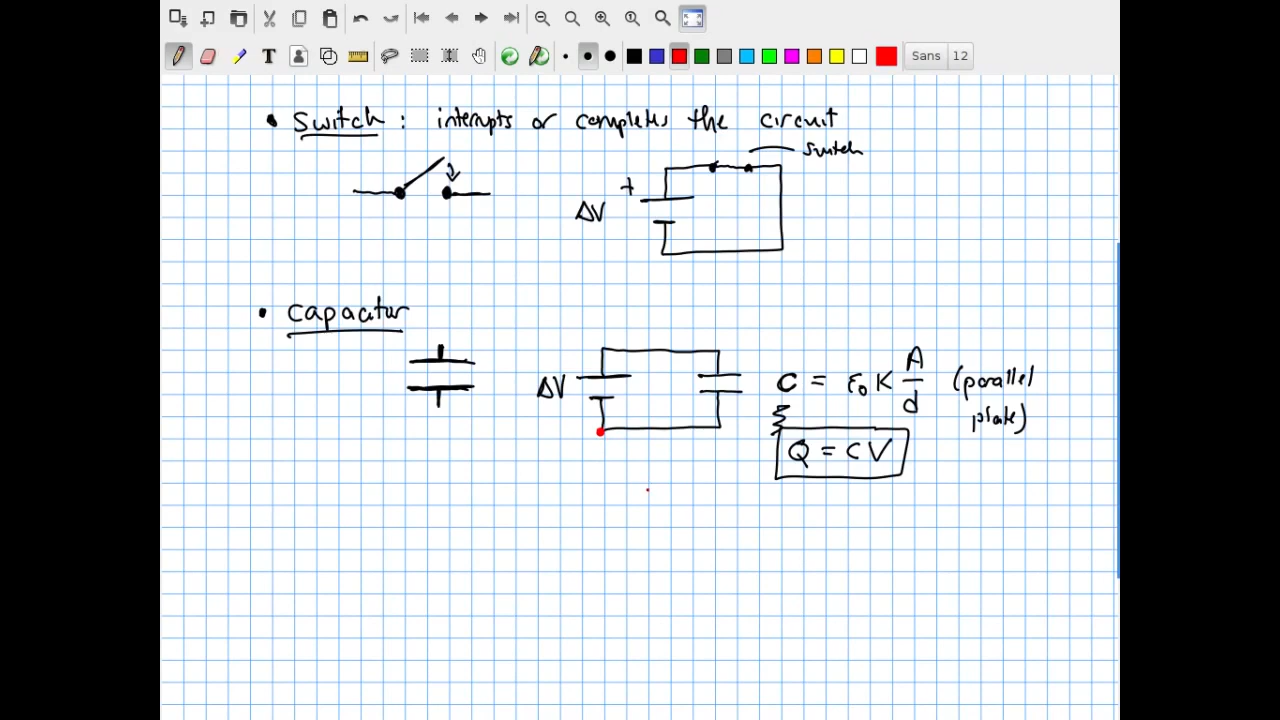 Sans 12
• Switch : interrupts or completes the circuit
switch
+
ΔV
• Capacitor
ΔV
C = ε₀ K A/d (parallel plate)
Q = CV